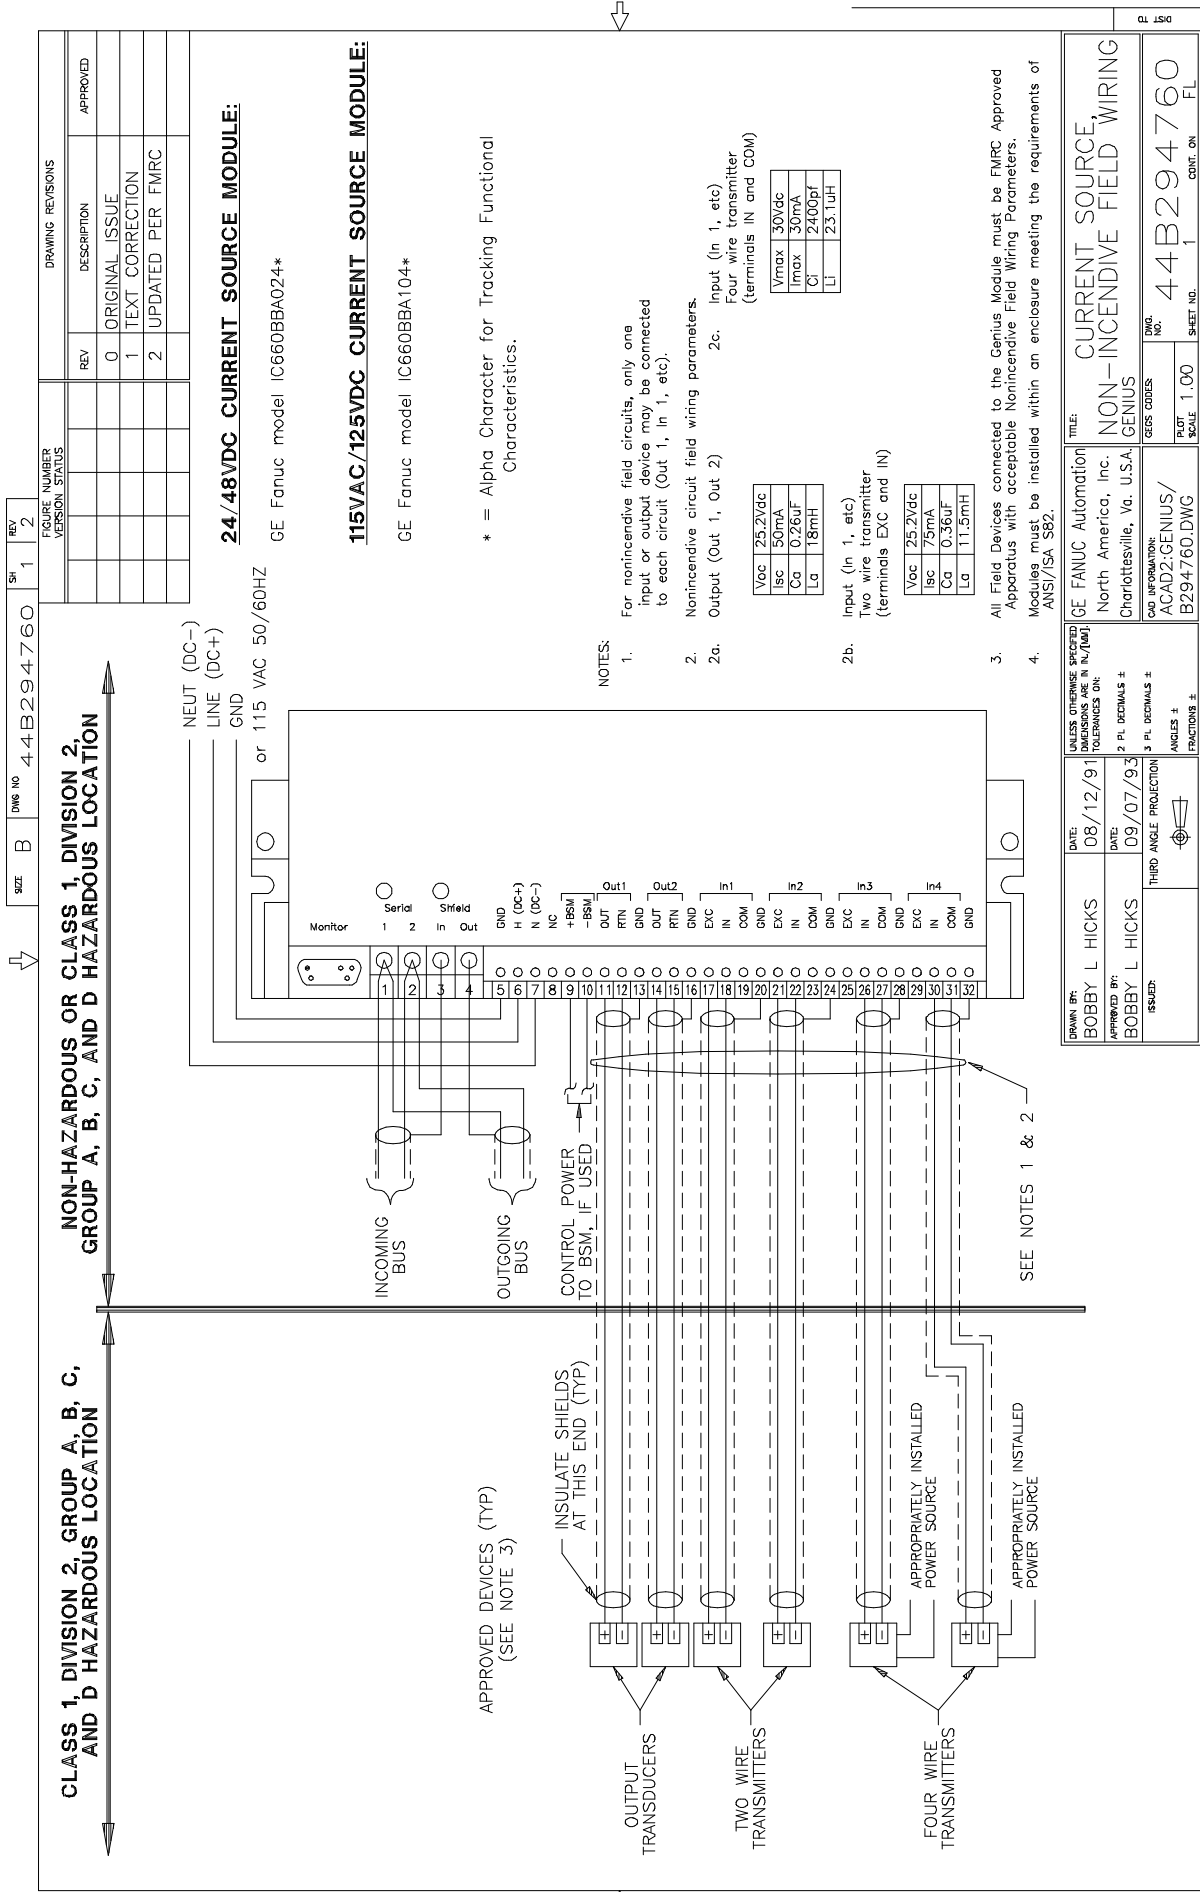 SIZE
B
DWG NO
44B294760
SH
1
REV
2
CLASS 1, DIVISION 2, GROUP A, B, C,
AND D HAZARDOUS LOCATION
NON-HAZARDOUS OR CLASS 1, DIVISION 2,
GROUP A, B, C, AND D HAZARDOUS LOCATION
FIGURE NUMBER
VERSION STATUS
DRAWING REVISIONS
REV DESCRIPTION APPROVED
0 ORIGINAL ISSUE
1 TEXT CORRECTION
2 UPDATED PER FMRC
NEUT (DC-)
LINE (DC+)
GND
or 115 VAC 50/60HZ
24/48VDC CURRENT SOURCE MODULE:
GE Fanuc model IC660BBA024*
115VAC/125VDC CURRENT SOURCE MODULE:
GE Fanuc model IC660BBA104*
* = Alpha Character for Tracking Functional
Characteristics.
INCOMING
BUS
OUTGOING
BUS
CONTROL POWER
TO BSM, IF USED
Monitor
Serial
1 2
Shield
In Out
1
2
3
4
5 GND
6 H (DC+)
7 N (DC-)
8 NC
9 +BSM
10 -BSM
Out1
11 OUT
12 RTN
13 GND
Out2
14 OUT
15 RTN
16 GND
In1
17 EXC
18 IN
19 COM
20 GND
In2
21 EXC
22 IN
23 COM
24 GND
In3
25 EXC
26 IN
27 COM
28 GND
In4
29 EXC
30 IN
31 COM
32 GND
APPROVED DEVICES (TYP)
(SEE NOTE 3)
INSULATE SHIELDS
AT THIS END (TYP)
+ -
+ -
+ -
+ -
+ -
+ -
OUTPUT
TRANSDUCERS
TWO WIRE
TRANSMITTERS
FOUR WIRE
TRANSMITTERS
APPROPRIATELY INSTALLED
POWER SOURCE
APPROPRIATELY INSTALLED
POWER SOURCE
SEE NOTES 1 & 2
NOTES:
1. For nonincendive field circuits, only one
input or output device may be connected
to each circuit (Out 1, In 1, etc).
2. Nonincendive circuit field wiring parameters.
2a. Output (Out 1, Out 2)
Voc 25.2Vdc
Isc 50mA
Ca 0.26uF
La 18mH
2b. Input (In 1, etc)
Two wire transmitter
(terminals EXC and IN)
Voc 25.2Vdc
Isc 75mA
Ca 0.36uF
La 11.5mH
2c. Input (In 1, etc)
Four wire transmitter
(terminals IN and COM)
Vmax 30Vdc
Imax 30mA
Ci 2400pf
Li 23.1uH
3. All Field Devices connected to the Genius Module must be FMRC Approved
Apparatus with acceptable Nonincendive Field Wiring Parameters.
4. Modules must be installed within an enclosure meeting the requirements of
ANSI/ISA S82.
DRAWN BY:
BOBBY L HICKS
DATE:
08/12/91
APPROVED BY:
BOBBY L HICKS
DATE:
09/07/93
ISSUED:
THIRD ANGLE PROJECTION
UNLESS OTHERWISE SPECIFIED
DIMENSIONS ARE IN IN./[MM].
TOLERANCES ON:
2 PL DECIMALS ±
3 PL DECIMALS ±
ANGLES ±
FRACTIONS ±
GE FANUC Automation
North America, Inc.
Charlottesville, Va. U.S.A.
CAD INFORMATION:
ACAD2:GENIUS/
B294760.DWG
TITLE:
CURRENT SOURCE,
NON-INCENDIVE FIELD WIRING
GENIUS
GEGS CODES:
PLOT
SCALE 1.00
DWG.
NO. 44B294760
SHEET NO. 1 CONT. ON FL
DIST TO